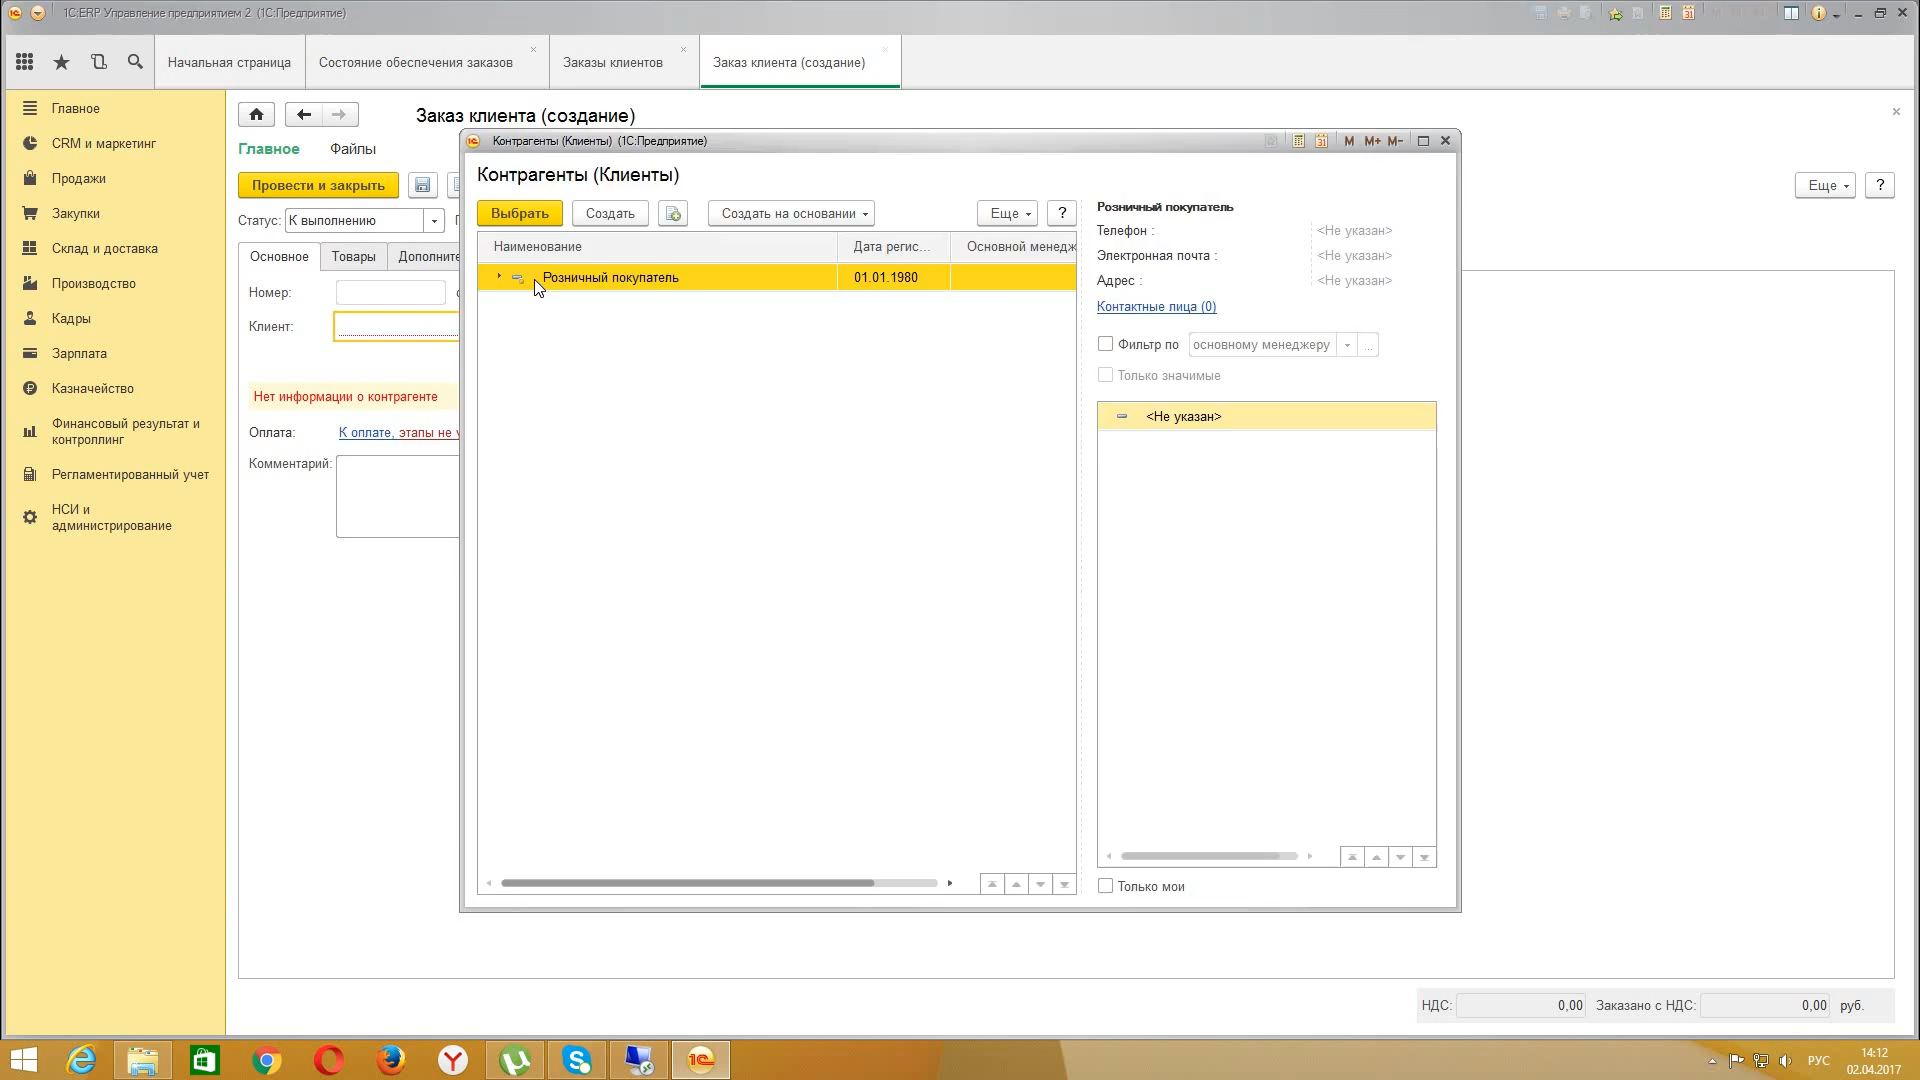 1С:ERP Управление предприятием 2 (1С:Предприятие)
Начальная страница
Состояние обеспечения заказов
Заказы клиентов
Заказ клиента (создание)
Главное
CRM и маркетинг
Продажи
Закупки
Склад и доставка
Производство
Кадры
Зарплата
Казначейство
Финансовый результат и
контроллинг
Регламентированный учет
НСИ и
администрирование
Заказ клиента (создание)
Главное
Файлы
Провести и закрыть
Еще
?
Статус:
К выполнению
Основное
Товары
Номер:
Клиент:
Нет информации о контрагенте
Оплата:
К оплате, этапы не
Комментарий:
Контрагенты (Клиенты) (1С:Предприятие)
M M+ M-
Контрагенты (Клиенты)
Выбрать
Создать
Создать на основании
Еще
?
Наименование
Дата регис...
Основной менедж
Розничный покупатель
01.01.1980
Розничный покупатель
Телефон :
<Не указан>
Электронная почта :
<Не указан>
Адрес :
<Не указан>
Контактные лица (0)
Фильтр по
основному менеджеру
...
Только значимые
<Не указан>
Только мои
НДС:
0,00
Заказано с НДС:
0,00
руб.
РУС
14:12
02.04.2017